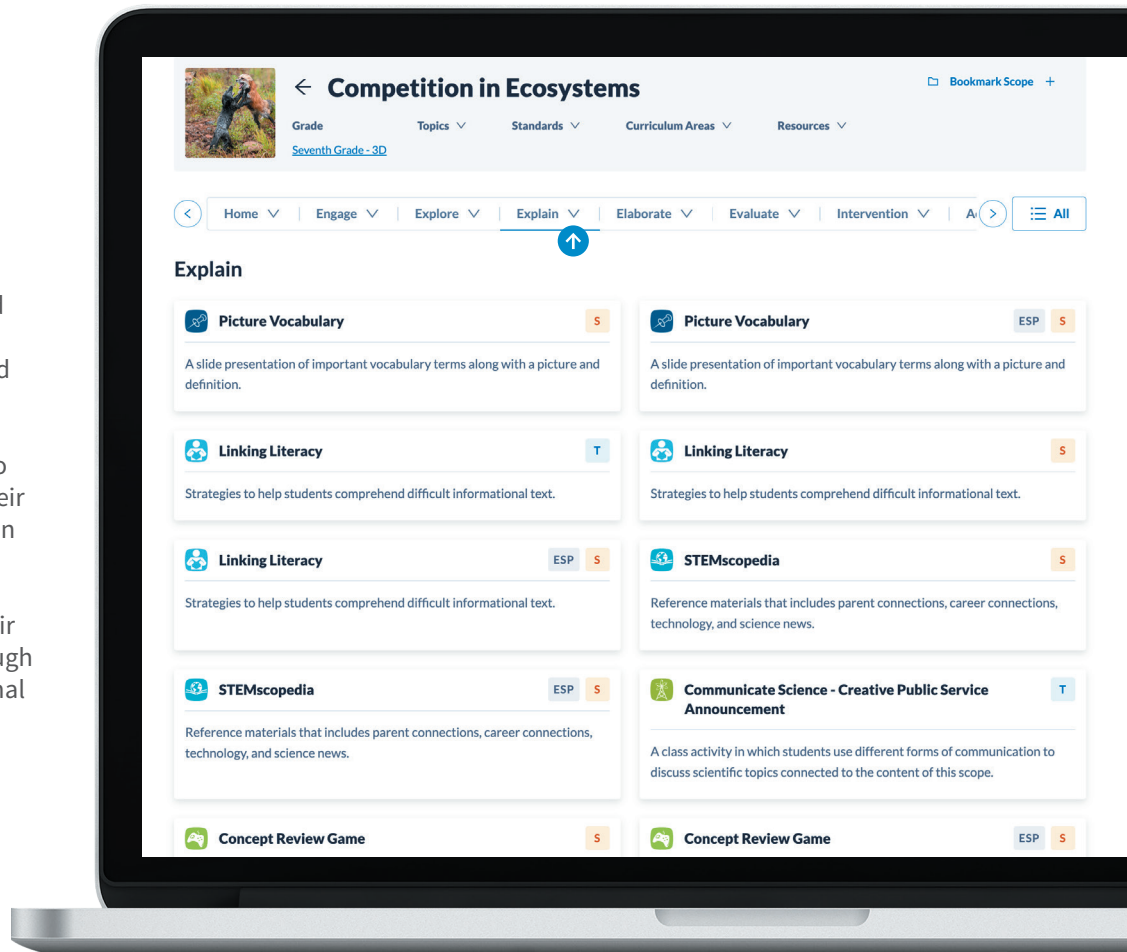 Competition in Ecosystems
Bookmark Scope +
Grade
Topics
Standards
Curriculum Areas
Resources
Seventh Grade - 3D
Home
Engage
Explore
Explain
Elaborate
Evaluate
Intervention
All
Explain
Picture Vocabulary
S
A slide presentation of important vocabulary terms along with a picture and
definition.
Picture Vocabulary
ESP S
A slide presentation of important vocabulary terms along with a picture and
definition.
Linking Literacy
T
Strategies to help students comprehend difficult informational text.
Linking Literacy
S
Strategies to help students comprehend difficult informational text.
Linking Literacy
ESP S
Strategies to help students comprehend difficult informational text.
STEMscopedia
S
Reference materials that includes parent connections, career connections,
technology, and science news.
STEMscopedia
ESP S
Reference materials that includes parent connections, career connections,
technology, and science news.
Communicate Science - Creative Public Service
Announcement
T
A class activity in which students use different forms of communication to
discuss scientific topics connected to the content of this scope.
Concept Review Game
S
Concept Review Game
ESP S